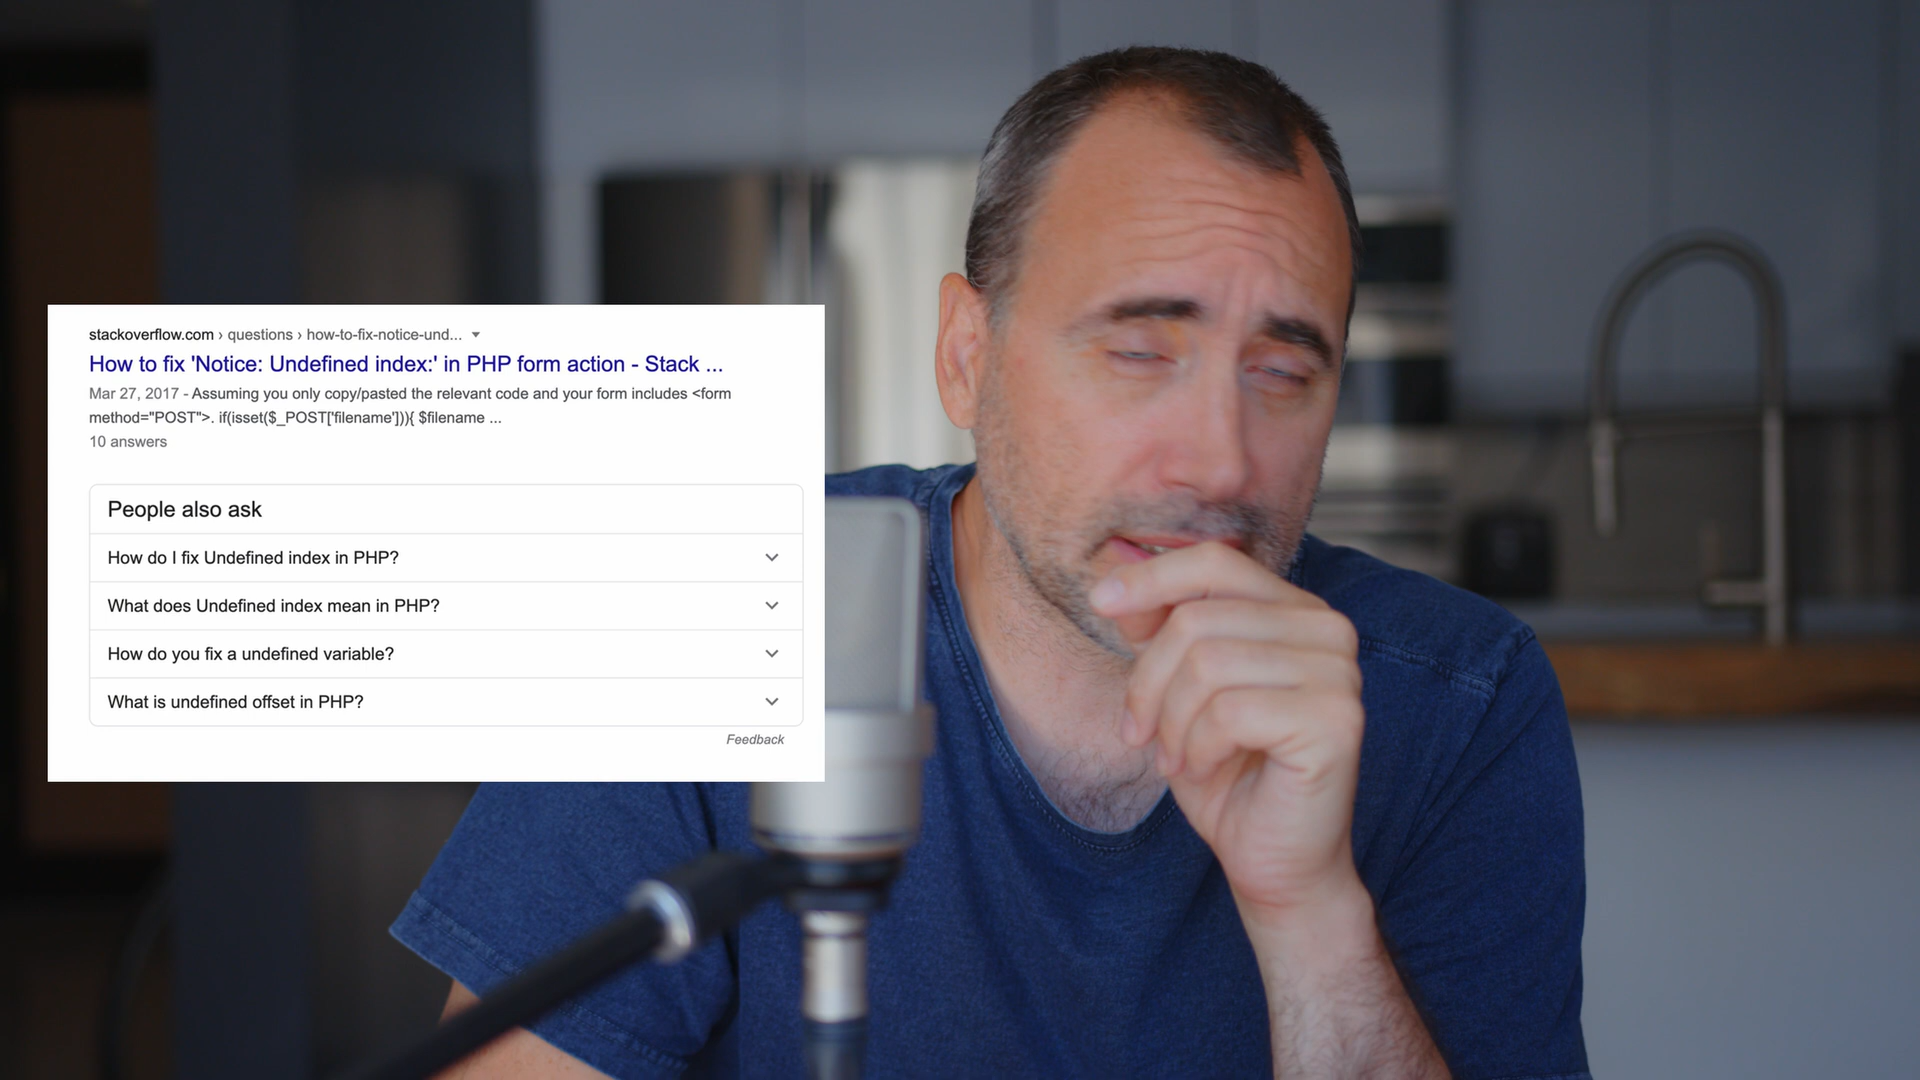 stackoverflow.com › questions › how-to-fix-notice-und...
How to fix 'Notice: Undefined index:' in PHP form action - Stack ...
Mar 27, 2017 - Assuming you only copy/pasted the relevant code and your form includes <form
method="POST">. if(isset($_POST['filename'])){ $filename ...
10 answers
People also ask
How do I fix Undefined index in PHP?
What does Undefined index mean in PHP?
How do you fix a undefined variable?
What is undefined offset in PHP?
Feedback